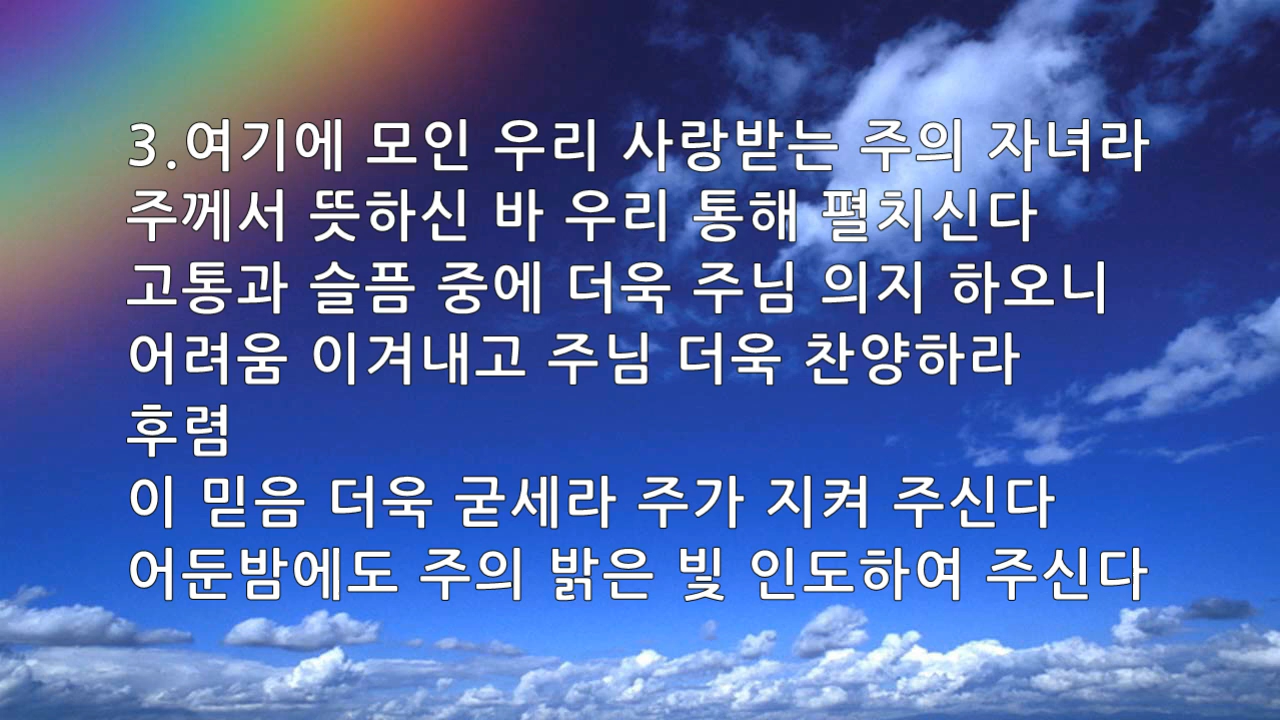 3.여기에 모인 우리 사랑받는 주의 자녀라
주께서 뜻하신 바 우리 통해 펼치신다
고통과 슬픔 중에 더욱 주님 의지 하오니
어려움 이겨내고 주님 더욱 찬양하라
후렴
이 믿음 더욱 굳세라 주가 지켜 주신다
어둔밤에도 주의 밝은 빛 인도하여 주신다